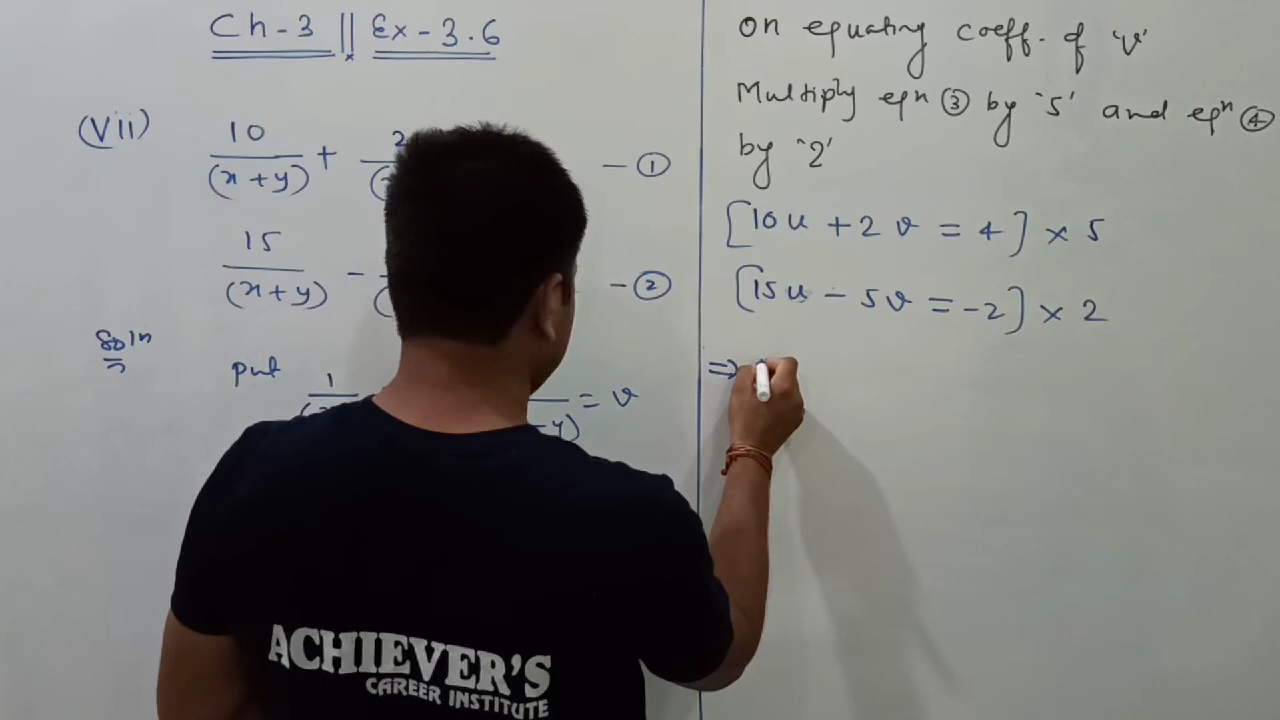 Ch-3 || Ex-3.6
(Vii) 10/(x+y) + 2 — ①
15/(x+y) - — ②
Soln
put 1 = v
-y)
On equating coeff. of 'v'
Multiply eqn ③ by '5' and eqn ④
by '2'
[10u + 2v = 4] × 5
[15u - 5v = -2] × 2
⇒
ACHIEVER'S
CAREER INSTITUTE